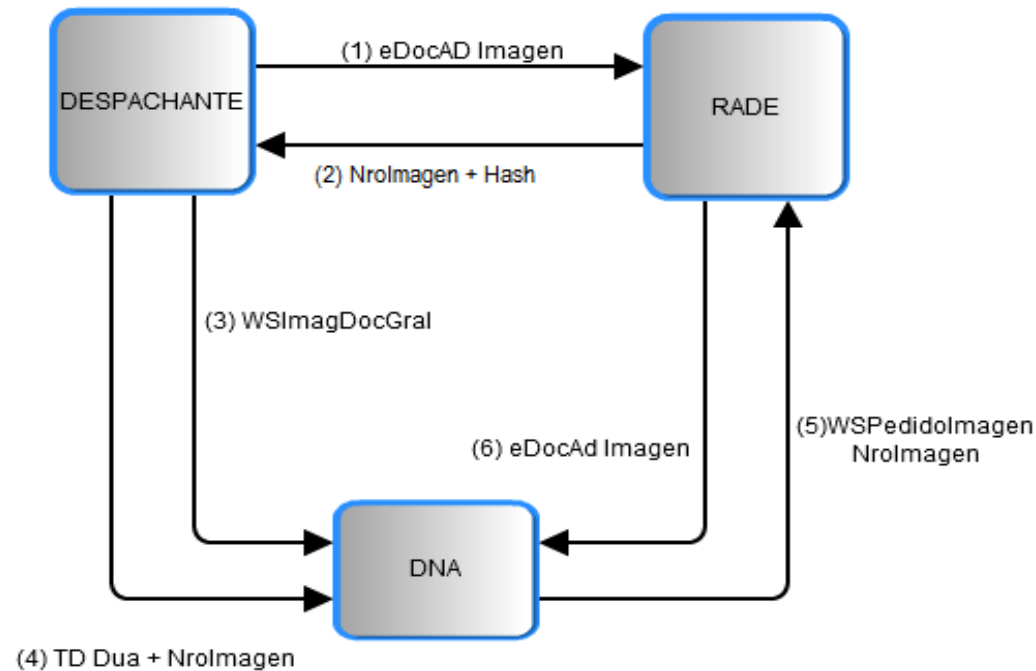 (1) eDocAD Imagen
DESPACHANTE
RADE
(2) NroImagen + Hash
(3) WSImagDocGral
(5)WSPedidoImagen
NroImagen
(6) eDocAd Imagen
DNA
(4) TD Dua + NroImagen